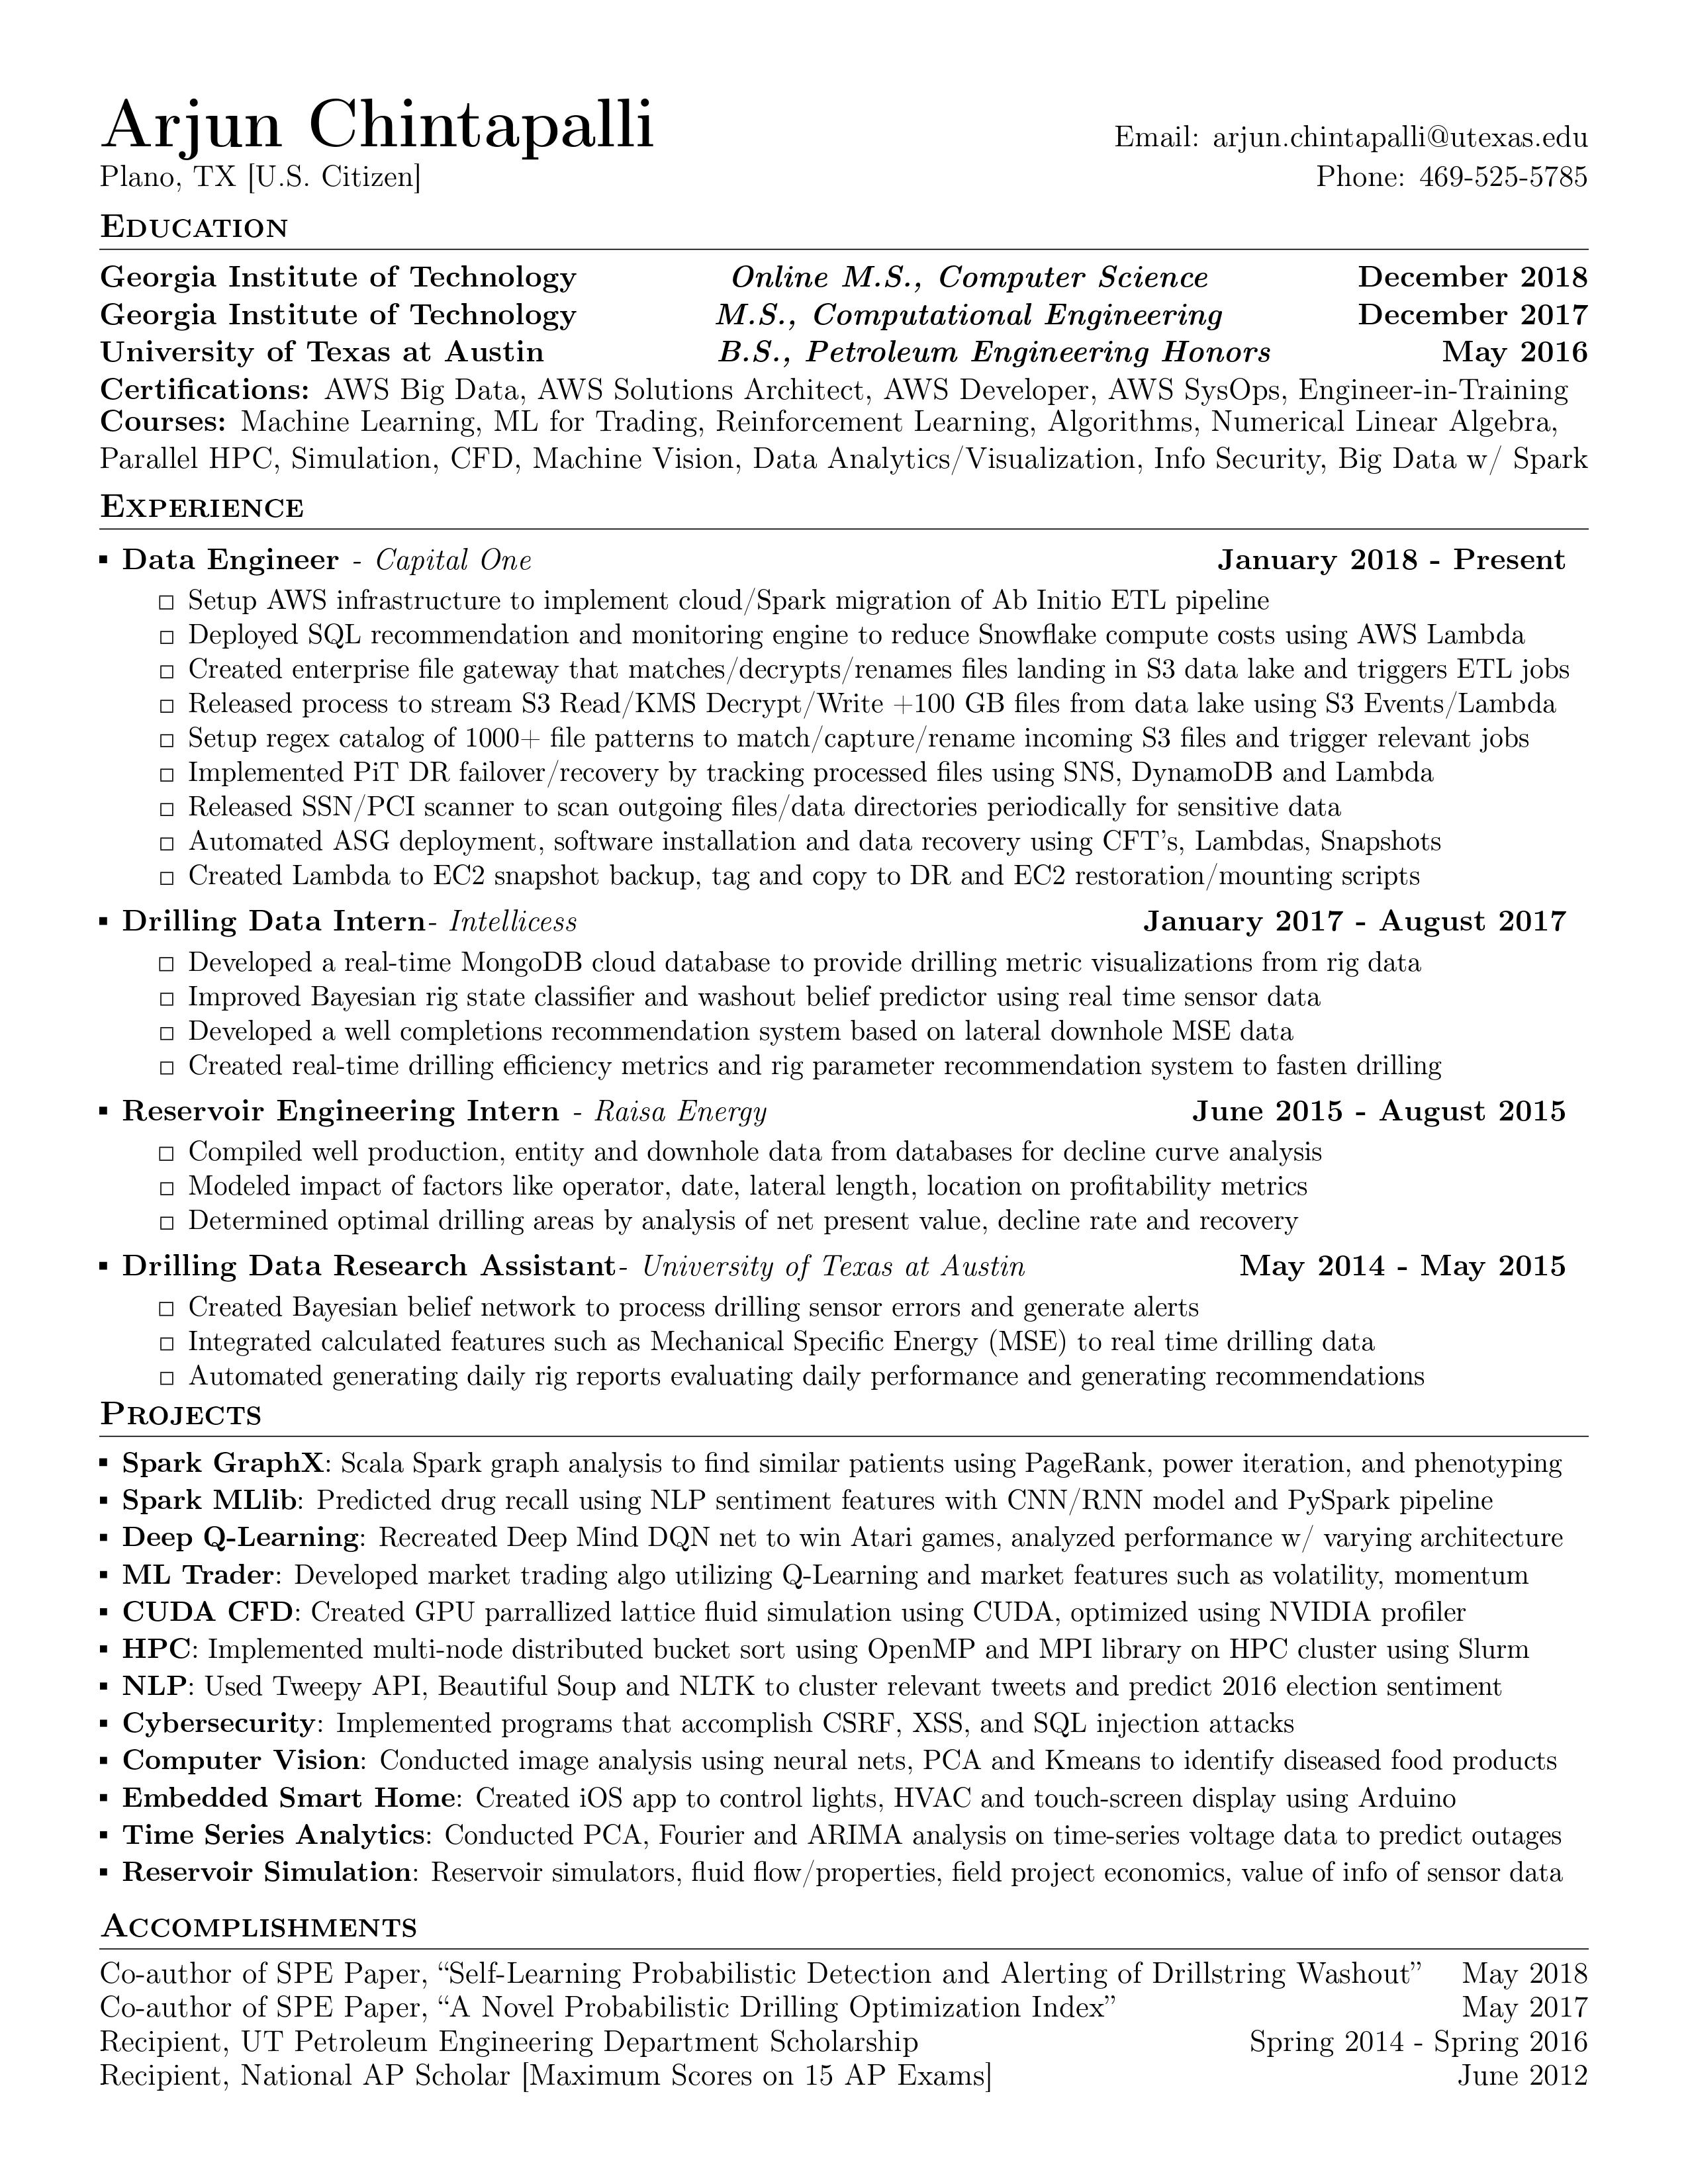 Arjun Chintapalli
Email: arjun.chintapalli@utexas.edu
Plano, TX [U.S. Citizen]
Phone: 469-525-5785
Education
Georgia Institute of Technology Online M.S., Computer Science December 2018
Georgia Institute of Technology M.S., Computational Engineering December 2017
University of Texas at Austin B.S., Petroleum Engineering Honors May 2016
Certifications: AWS Big Data, AWS Solutions Architect, AWS Developer, AWS SysOps, Engineer-in-Training
Courses: Machine Learning, ML for Trading, Reinforcement Learning, Algorithms, Numerical Linear Algebra,
Parallel HPC, Simulation, CFD, Machine Vision, Data Analytics/Visualization, Info Security, Big Data w/ Spark
Experience
▪ Data Engineer - Capital One January 2018 - Present
□ Setup AWS infrastructure to implement cloud/Spark migration of Ab Initio ETL pipeline
□ Deployed SQL recommendation and monitoring engine to reduce Snowflake compute costs using AWS Lambda
□ Created enterprise file gateway that matches/decrypts/renames files landing in S3 data lake and triggers ETL jobs
□ Released process to stream S3 Read/KMS Decrypt/Write +100 GB files from data lake using S3 Events/Lambda
□ Setup regex catalog of 1000+ file patterns to match/capture/rename incoming S3 files and trigger relevant jobs
□ Implemented PiT DR failover/recovery by tracking processed files using SNS, DynamoDB and Lambda
□ Released SSN/PCI scanner to scan outgoing files/data directories periodically for sensitive data
□ Automated ASG deployment, software installation and data recovery using CFT's, Lambdas, Snapshots
□ Created Lambda to EC2 snapshot backup, tag and copy to DR and EC2 restoration/mounting scripts
▪ Drilling Data Intern- Intellicess January 2017 - August 2017
□ Developed a real-time MongoDB cloud database to provide drilling metric visualizations from rig data
□ Improved Bayesian rig state classifier and washout belief predictor using real time sensor data
□ Developed a well completions recommendation system based on lateral downhole MSE data
□ Created real-time drilling efficiency metrics and rig parameter recommendation system to fasten drilling
▪ Reservoir Engineering Intern - Raisa Energy June 2015 - August 2015
□ Compiled well production, entity and downhole data from databases for decline curve analysis
□ Modeled impact of factors like operator, date, lateral length, location on profitability metrics
□ Determined optimal drilling areas by analysis of net present value, decline rate and recovery
▪ Drilling Data Research Assistant- University of Texas at Austin May 2014 - May 2015
□ Created Bayesian belief network to process drilling sensor errors and generate alerts
□ Integrated calculated features such as Mechanical Specific Energy (MSE) to real time drilling data
□ Automated generating daily rig reports evaluating daily performance and generating recommendations
Projects
▪ Spark GraphX: Scala Spark graph analysis to find similar patients using PageRank, power iteration, and phenotyping
▪ Spark MLlib: Predicted drug recall using NLP sentiment features with CNN/RNN model and PySpark pipeline
▪ Deep Q-Learning: Recreated Deep Mind DQN net to win Atari games, analyzed performance w/ varying architecture
▪ ML Trader: Developed market trading algo utilizing Q-Learning and market features such as volatility, momentum
▪ CUDA CFD: Created GPU parrallized lattice fluid simulation using CUDA, optimized using NVIDIA profiler
▪ HPC: Implemented multi-node distributed bucket sort using OpenMP and MPI library on HPC cluster using Slurm
▪ NLP: Used Tweepy API, Beautiful Soup and NLTK to cluster relevant tweets and predict 2016 election sentiment
▪ Cybersecurity: Implemented programs that accomplish CSRF, XSS, and SQL injection attacks
▪ Computer Vision: Conducted image analysis using neural nets, PCA and Kmeans to identify diseased food products
▪ Embedded Smart Home: Created iOS app to control lights, HVAC and touch-screen display using Arduino
▪ Time Series Analytics: Conducted PCA, Fourier and ARIMA analysis on time-series voltage data to predict outages
▪ Reservoir Simulation: Reservoir simulators, fluid flow/properties, field project economics, value of info of sensor data
Accomplishments
Co-author of SPE Paper, “Self-Learning Probabilistic Detection and Alerting of Drillstring Washout” May 2018
Co-author of SPE Paper, “A Novel Probabilistic Drilling Optimization Index” May 2017
Recipient, UT Petroleum Engineering Department Scholarship Spring 2014 - Spring 2016
Recipient, National AP Scholar [Maximum Scores on 15 AP Exams] June 2012